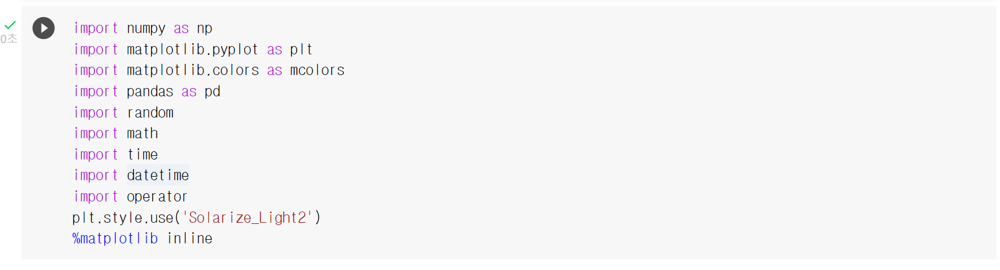 import numpy as np
import matplotlib.pyplot as plt
import matplotlib.colors as mcolors
import pandas as pd
import random
import math
import time
import datetime
import operator
plt.style.use('Solarize_Light2')
%matplotlib inline
0초